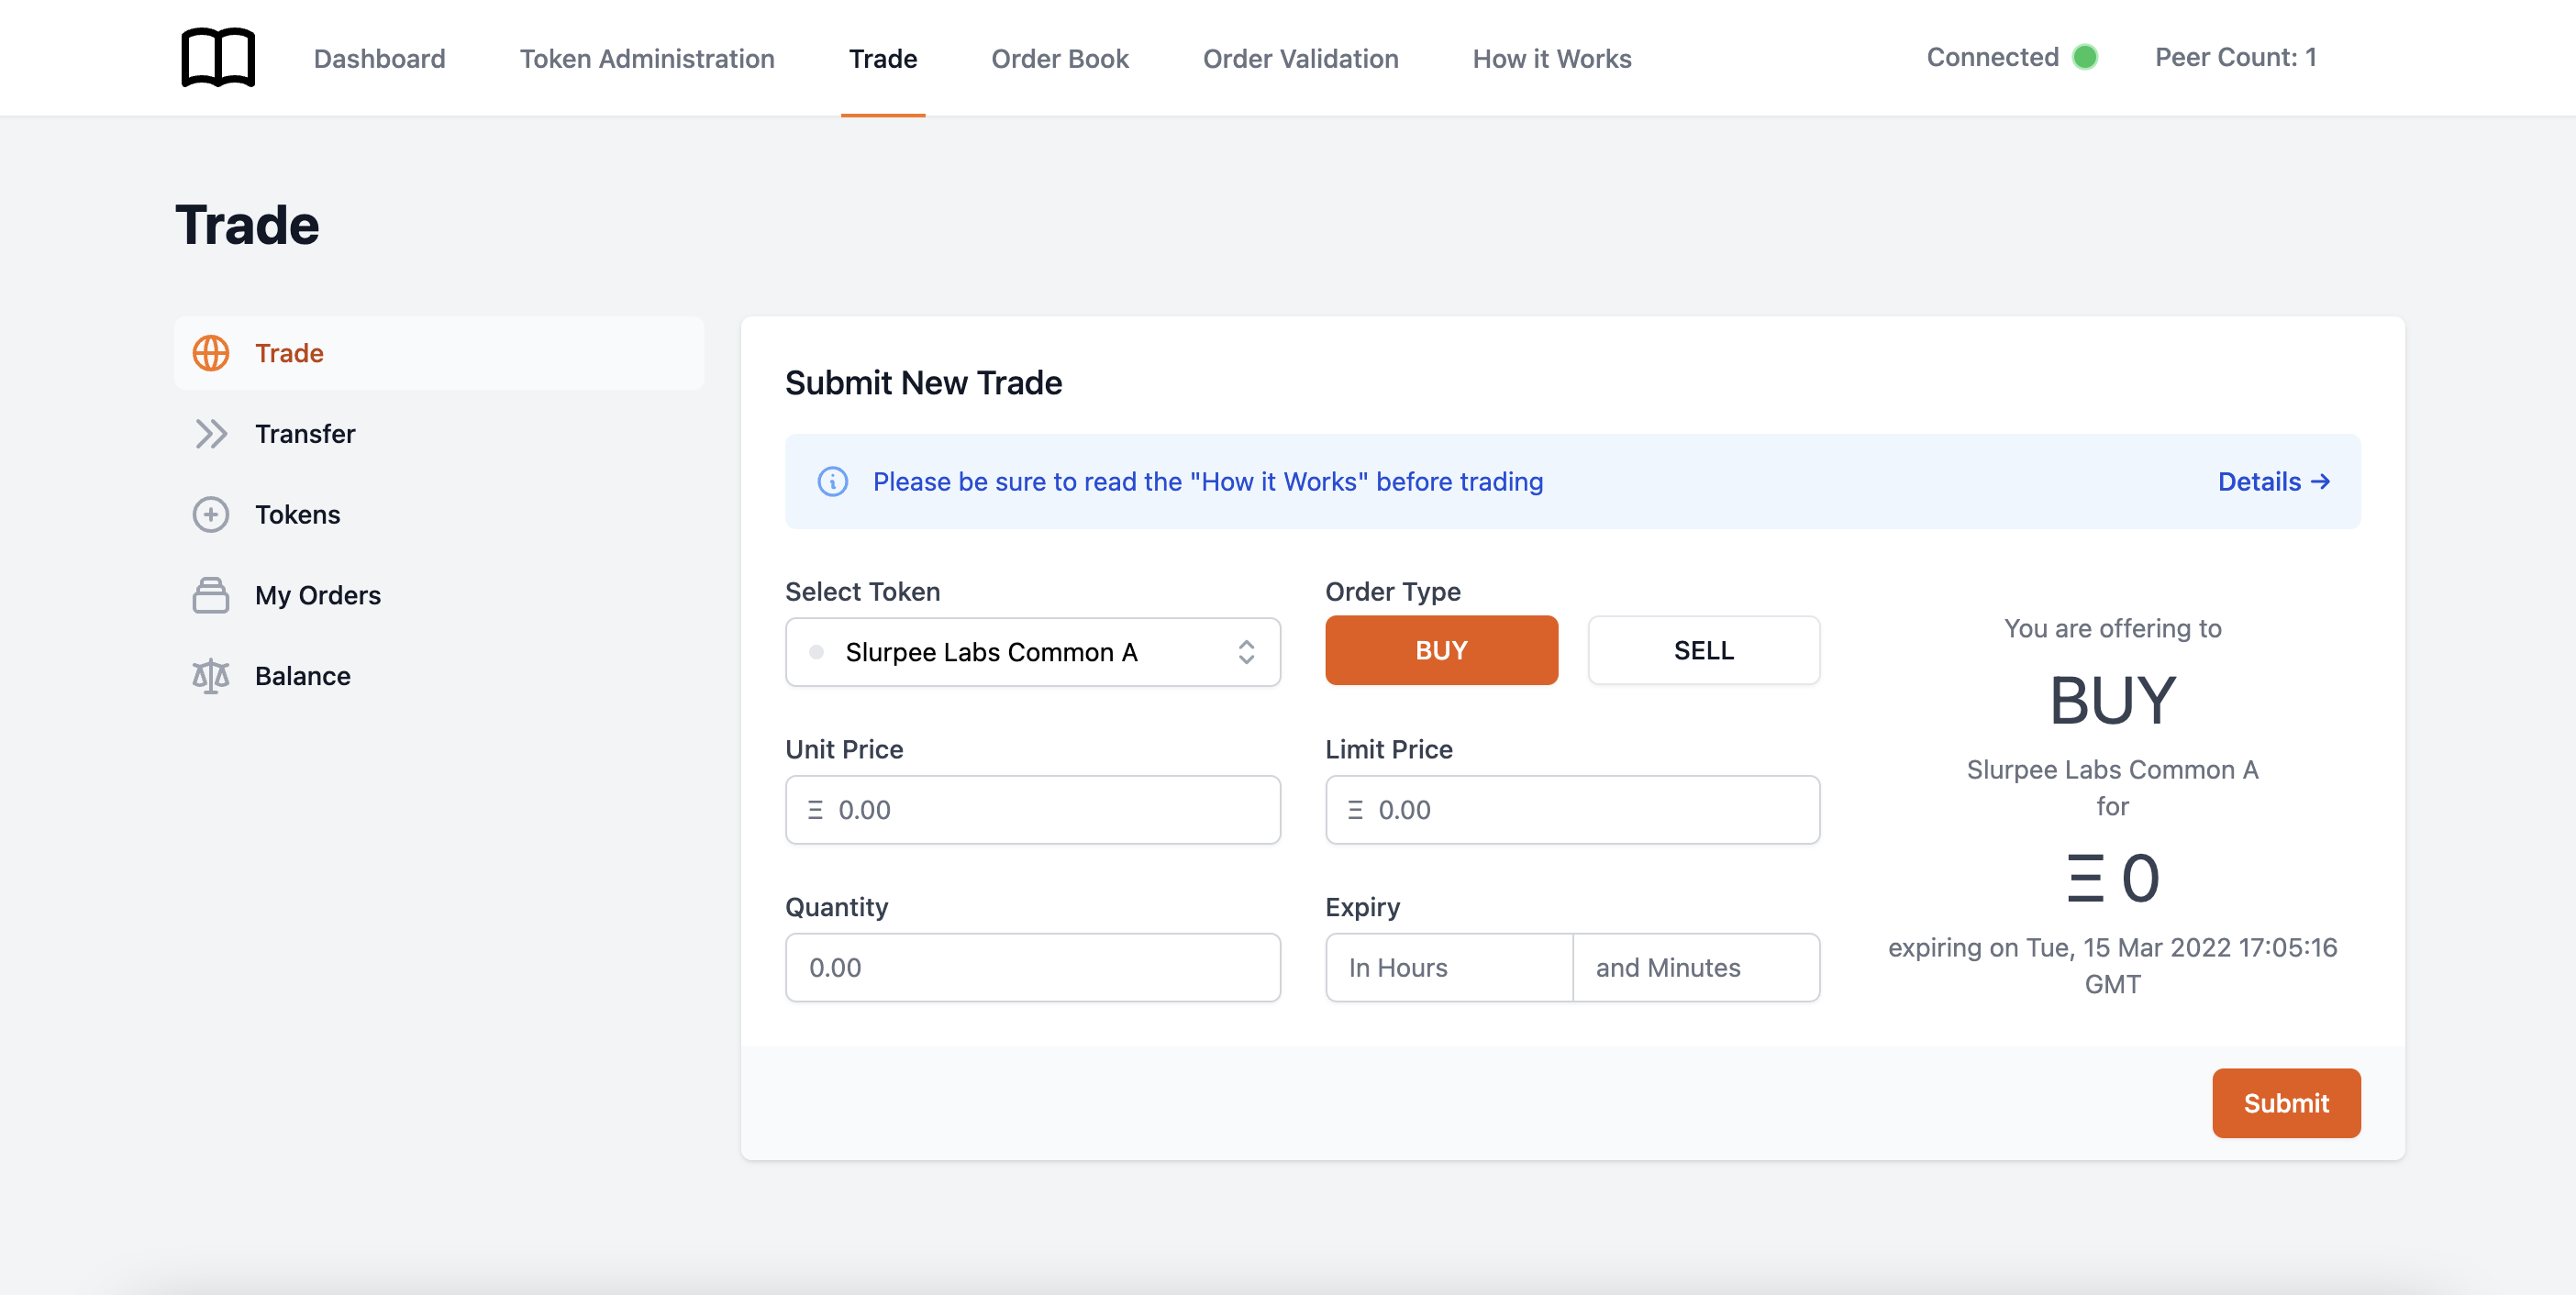 Dashboard
Token Administration
Trade
Order Book
Order Validation
How it Works
Connected
Peer Count: 1
Trade
Trade
Transfer
Tokens
My Orders
Balance
Submit New Trade
Please be sure to read the "How it Works" before trading
Details →
Select Token
Slurpee Labs Common A
Order Type
BUY
SELL
Unit Price
Ξ 0.00
Limit Price
Ξ 0.00
Quantity
0.00
Expiry
In Hours
and Minutes
You are offering to
BUY
Slurpee Labs Common A
for
Ξ 0
expiring on Tue, 15 Mar 2022 17:05:16
GMT
Submit